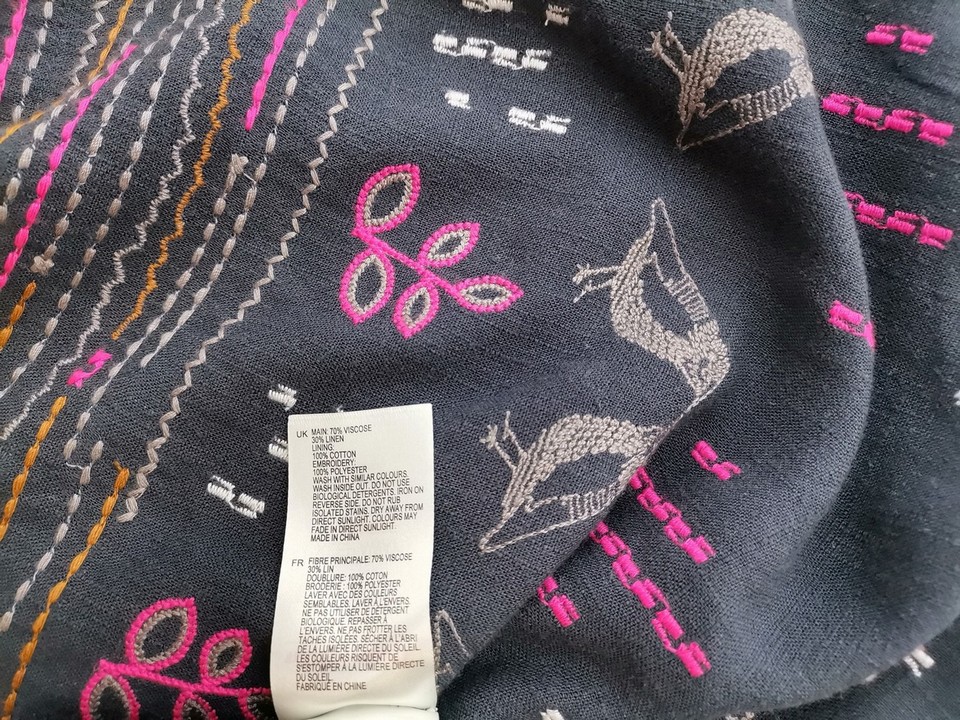 UK MAIN: 70% VISCOSE
30% LINEN
LINING:
100% COTTON
EMBROIDERY:
100% POLYESTER
WASH WITH SIMILAR COLOURS.
WASH INSIDE OUT. DO NOT USE
BIOLOGICAL DETERGENTS. IRON ON
REVERSE SIDE. DO NOT RUB
ISOLATED STAINS. DRY AWAY FROM
DIRECT SUNLIGHT. COLOURS MAY
FADE IN DIRECT SUNLIGHT.
MADE IN CHINA
FR FIBRE PRINCIPALE: 70% VISCOSE
30% LIN
DOUBLURE: 100% COTON
BRODERIE : 100% POLYESTER
LAVER AVEC DES COULEURS
SEMBLABLES. LAVER À L'ENVERS.
NE PAS UTILISER DE DÉTERGENT
BIOLOGIQUE. REPASSER À
L'ENVERS. NE PAS FROTTER LES
TACHES ISOLÉES. SÉCHER À L'ABRI
DE LA LUMIÈRE DIRECTE DU SOLEIL.
LES COULEURS RISQUENT DE
S'ESTOMPER À LA LUMIÈRE DIRECTE
DU SOLEIL.
FABRIQUÉ EN CHINE